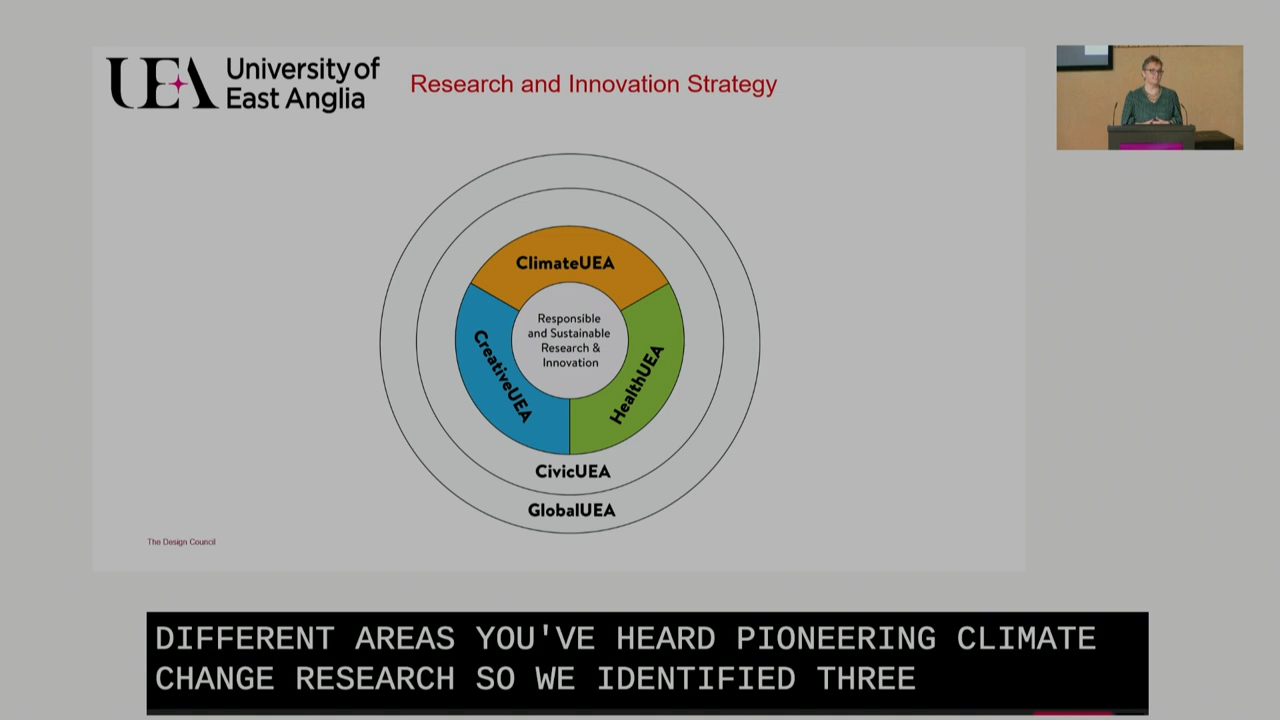 UEA University of
East Anglia
Research and Innovation Strategy
ClimateUEA
Responsible
and Sustainable
Research &
Innovation
CreativeUEA
HealthUEA
CivicUEA
GlobalUEA
The Design Council
DIFFERENT AREAS YOU'VE HEARD PIONEERING CLIMATE
CHANGE RESEARCH SO WE IDENTIFIED THREE